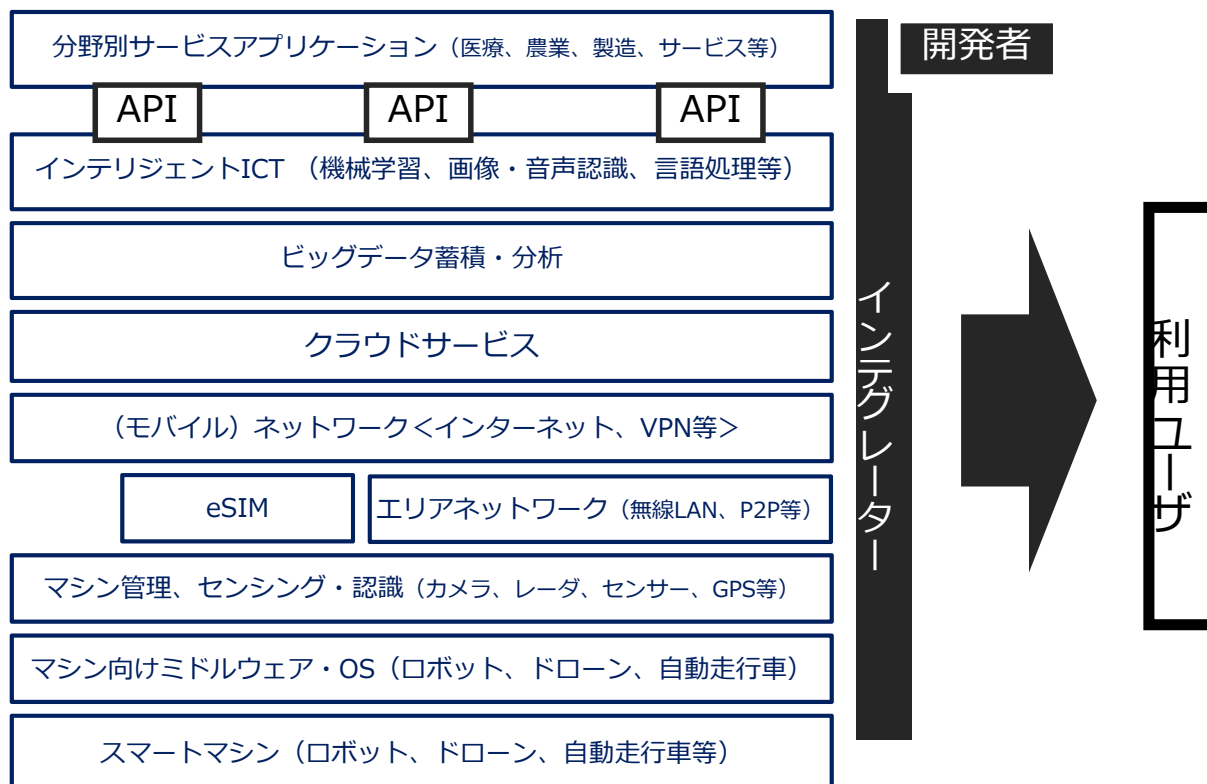 分野別サービスアプリケーション（医療、農業、製造、サービス等）
開発者
API
API
API
インテリジェントICT （機械学習、画像・音声認識、言語処理等）
ビッグデータ蓄積・分析
クラウドサービス
（モバイル）ネットワーク＜インターネット、VPN等＞
eSIM
エリアネットワーク（無線LAN、P2P等）
マシン管理、センシング・認識（カメラ、レーダ、センサー、GPS等）
マシン向けミドルウェア・OS（ロボット、ドローン、自動走行車）
スマートマシン（ロボット、ドローン、自動走行車等）
インテグレーター
利用ユーザ